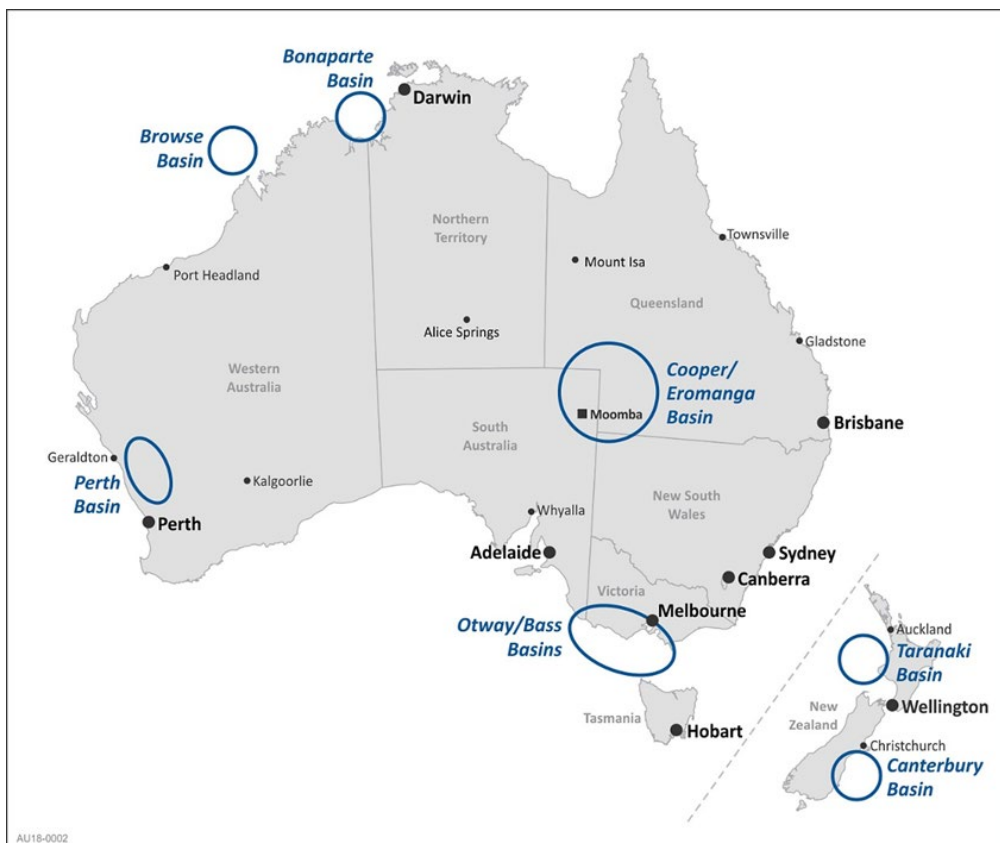 Bonaparte
Basin
Darwin
Browse
Basin
Northern
Territory
Townsville
Mount Isa
Port Headland
Queensland
Alice Springs
Gladstone
Western
Australia
Cooper/
Eromanga
Basin
Moomba
South
Australia
Brisbane
Geraldton
Perth
Basin
Kalgoorlie
New South
Wales
Perth
Whyalla
Adelaide
Sydney
Canberra
Victoria
Melbourne
Otway/Bass
Basins
Auckland
Taranaki
Basin
Tasmania
Hobart
New
Zealand
Wellington
Christchurch
Canterbury
Basin
AU18-0002